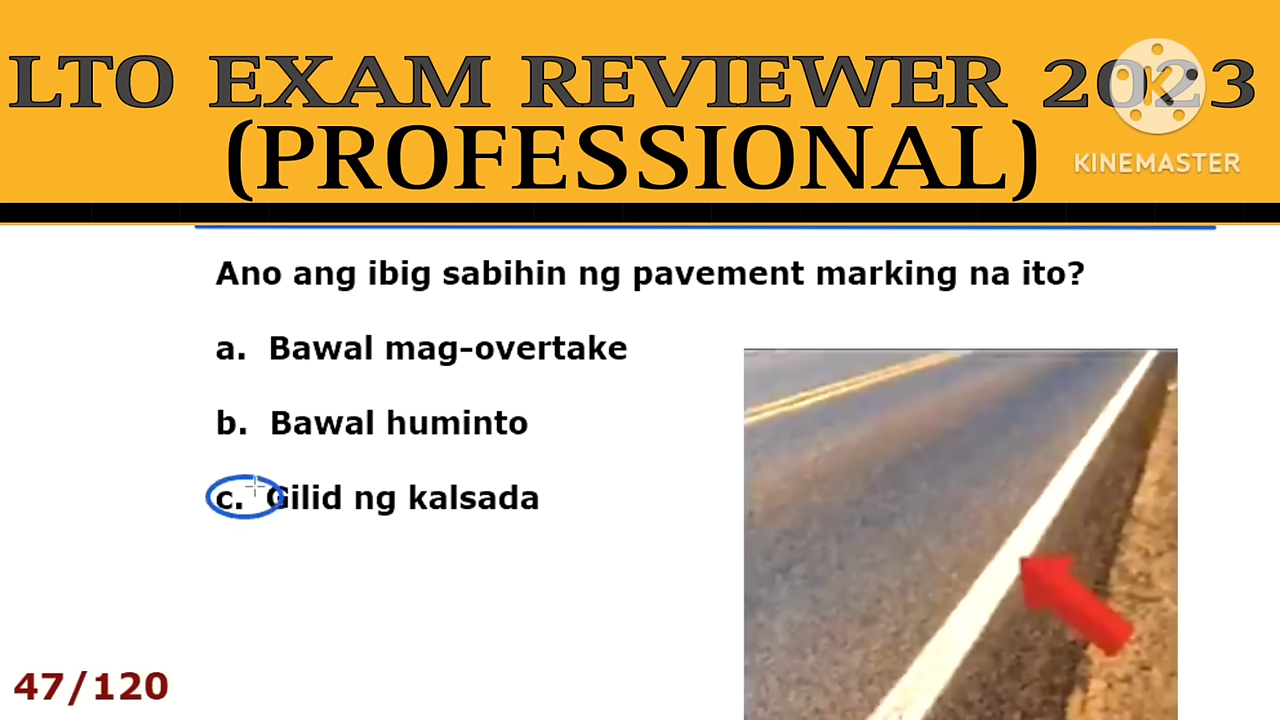 LTO EXAM REVIEWER 2023
(PROFESSIONAL)
KINEMASTER
Ano ang ibig sabihin ng pavement marking na ito?
a. Bawal mag-overtake
b. Bawal huminto
c. Gilid ng kalsada
47/120